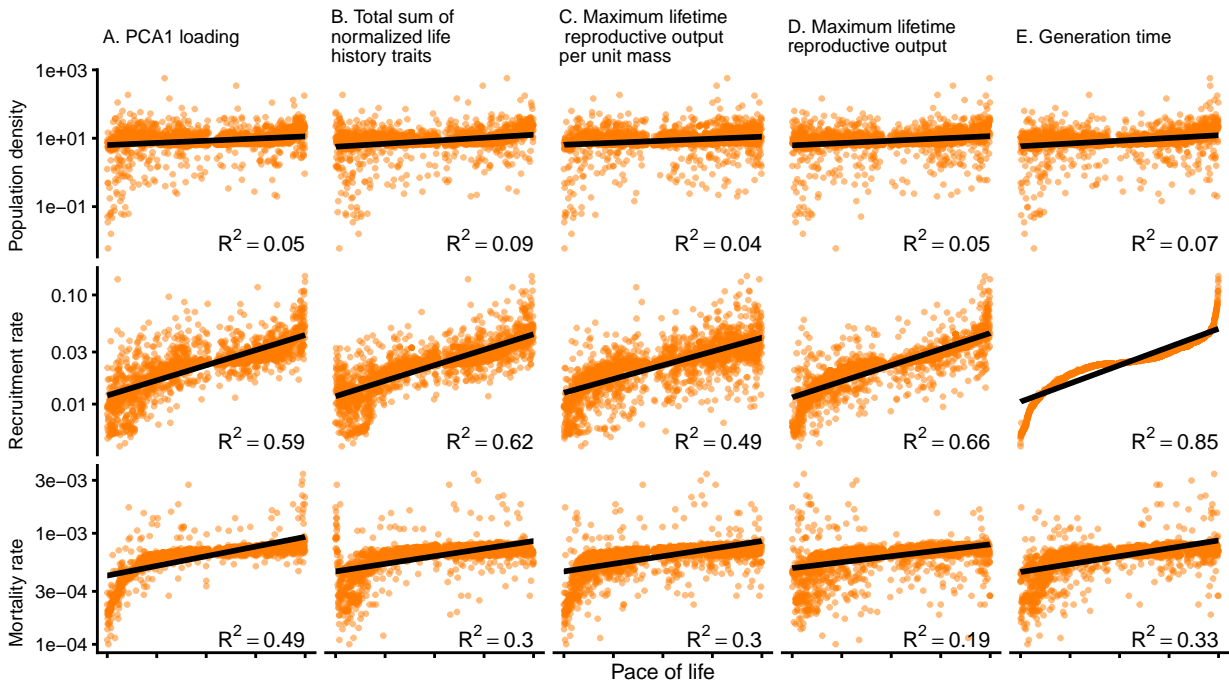 A. PCA1 loading
B. Total sum of
normalized life
history traits
C. Maximum lifetime
reproductive output
per unit mass
D. Maximum lifetime
reproductive output
E. Generation time
Population density
1e+03
1e+01
1e−01
R² = 0.05
R² = 0.09
R² = 0.04
R² = 0.05
R² = 0.07
Recruitment rate
0.10
0.03
0.01
R² = 0.59
R² = 0.62
R² = 0.49
R² = 0.66
R² = 0.85
Mortality rate
3e−03
1e−03
3e−04
1e−04
R² = 0.49
R² = 0.3
R² = 0.3
R² = 0.19
R² = 0.33
Pace of life